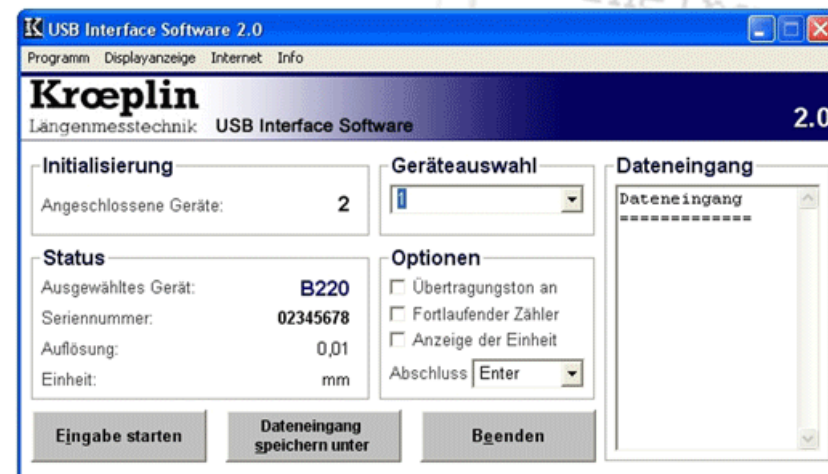 USB Interface Software 2.0
Programm Displayanzeige Internet Info
Krœplin
Längenmesstechnik USB Interface Software
2.0
Initialisierung
Angeschlossene Geräte: 2
Geräteauswahl
1
Dateneingang
Dateneingang
=============
Status
Ausgewähltes Gerät: B220
Seriennummer: 02345678
Auflösung: 0,01
Einheit: mm
Optionen
Übertragungston an
Fortlaufender Zähler
Anzeige der Einheit
Abschluss Enter
Eingabe starten
Dateneingang
speichern unter
Beenden